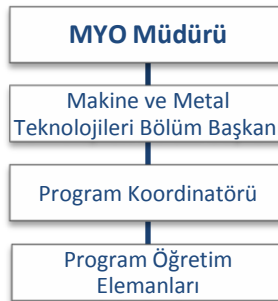 MYO Müdürü
Makine ve Metal
Teknolojileri Bölüm Başkan
Program Koordinatörü
Program Öğretim
Elemanları